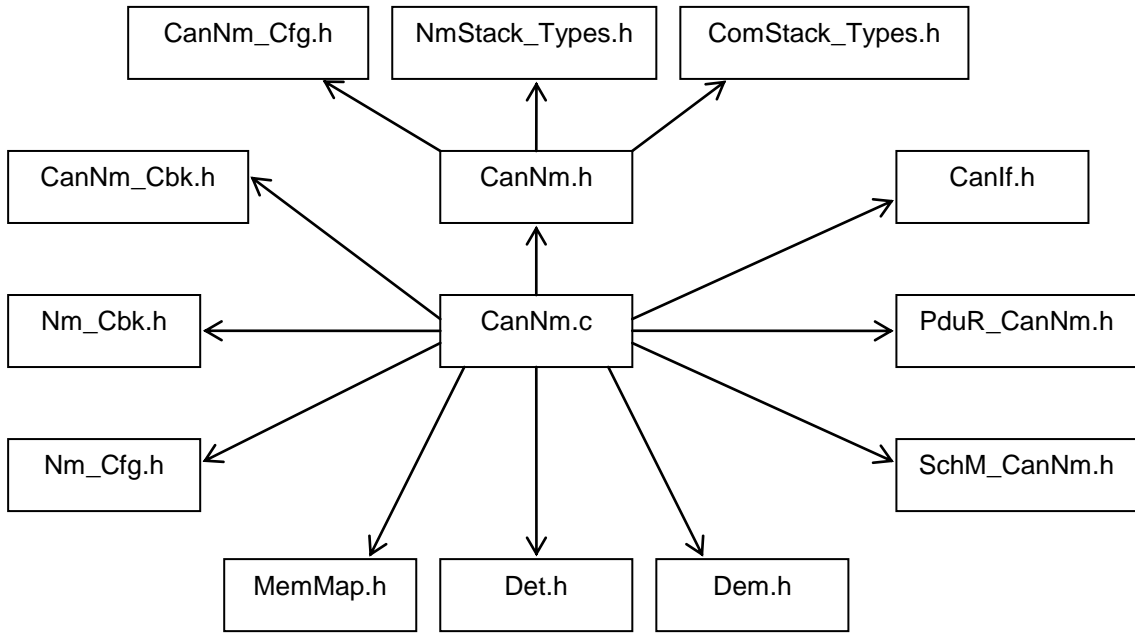 CanNm_Cfg.h
NmStack_Types.h
ComStack_Types.h
CanNm_Cbk.h
CanNm.h
CanIf.h
Nm_Cbk.h
CanNm.c
PduR_CanNm.h
Nm_Cfg.h
SchM_CanNm.h
MemMap.h
Det.h
Dem.h